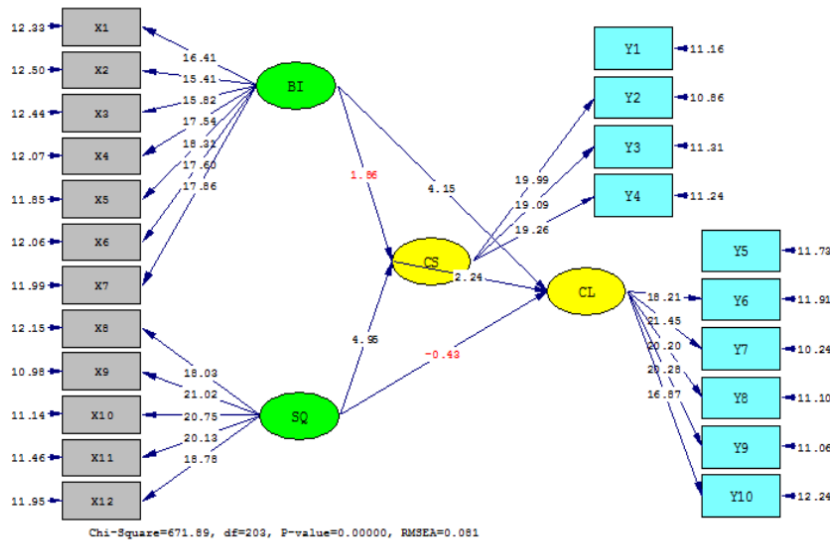 12.33 X1
12.50 X2
12.44 X3
12.07 X4
11.85 X5
12.06 X6
11.99 X7
12.15 X8
10.98 X9
11.14 X10
11.46 X11
11.95 X12
16.41
15.41
15.82
17.54
18.31
17.60
17.86
18.03
21.02
20.75
20.13
18.78
BI
SQ
1.86
4.15
4.95
-0.43
CS
2.24
CL
19.99
19.09
19.26
Y1 11.16
Y2 10.86
Y3 11.31
Y4 11.24
18.21
21.45
20.20
20.28
16.87
Y5 11.73
Y6 11.91
Y7 10.24
Y8 11.10
Y9 11.06
Y10 12.24
Chi-Square=671.89, df=203, P-value=0.00000, RMSEA=0.081